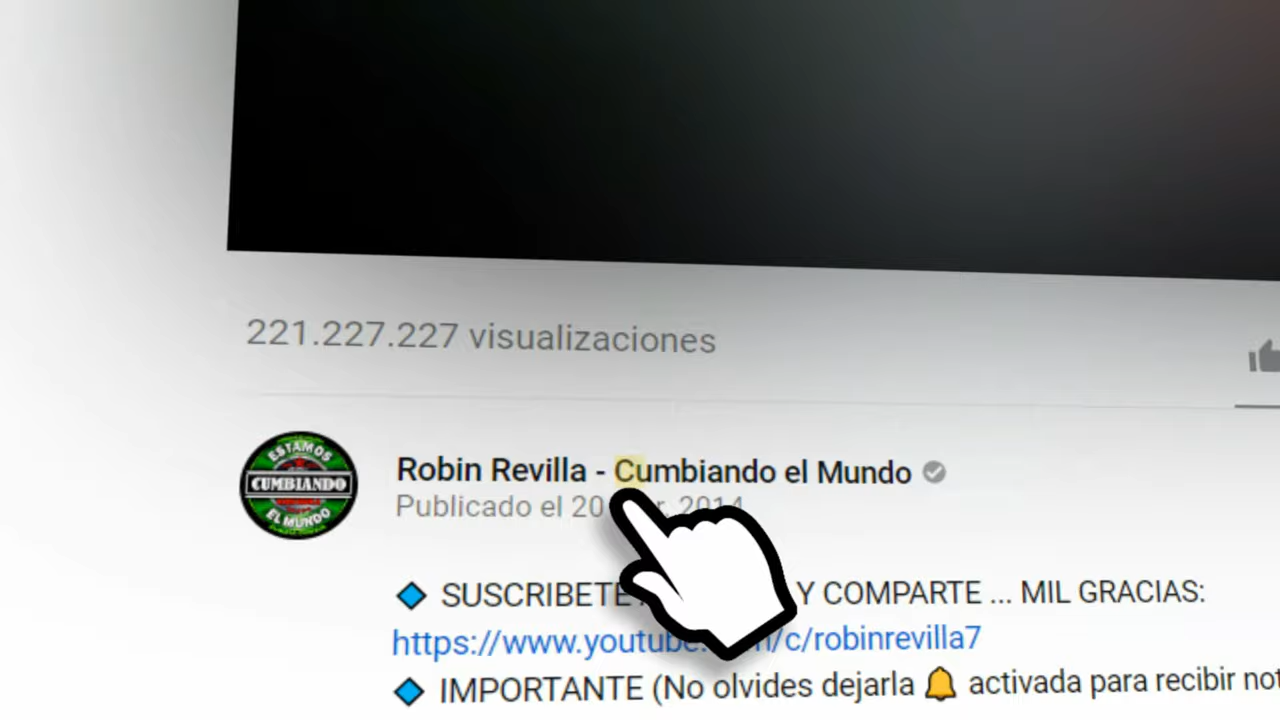 221.227.227 visualizaciones
ESTAMOS
CUMBIANDO
EL MUNDO
Robin Revilla - Cumbiando el Mundo
Publicado el 20 2014
SUSCRIBETE Y COMPARTE ... MIL GRACIAS:
https://www.youtube. m/c/robinrevilla7
IMPORTANTE (No olvides dejarla 🔔 activada para recibir not